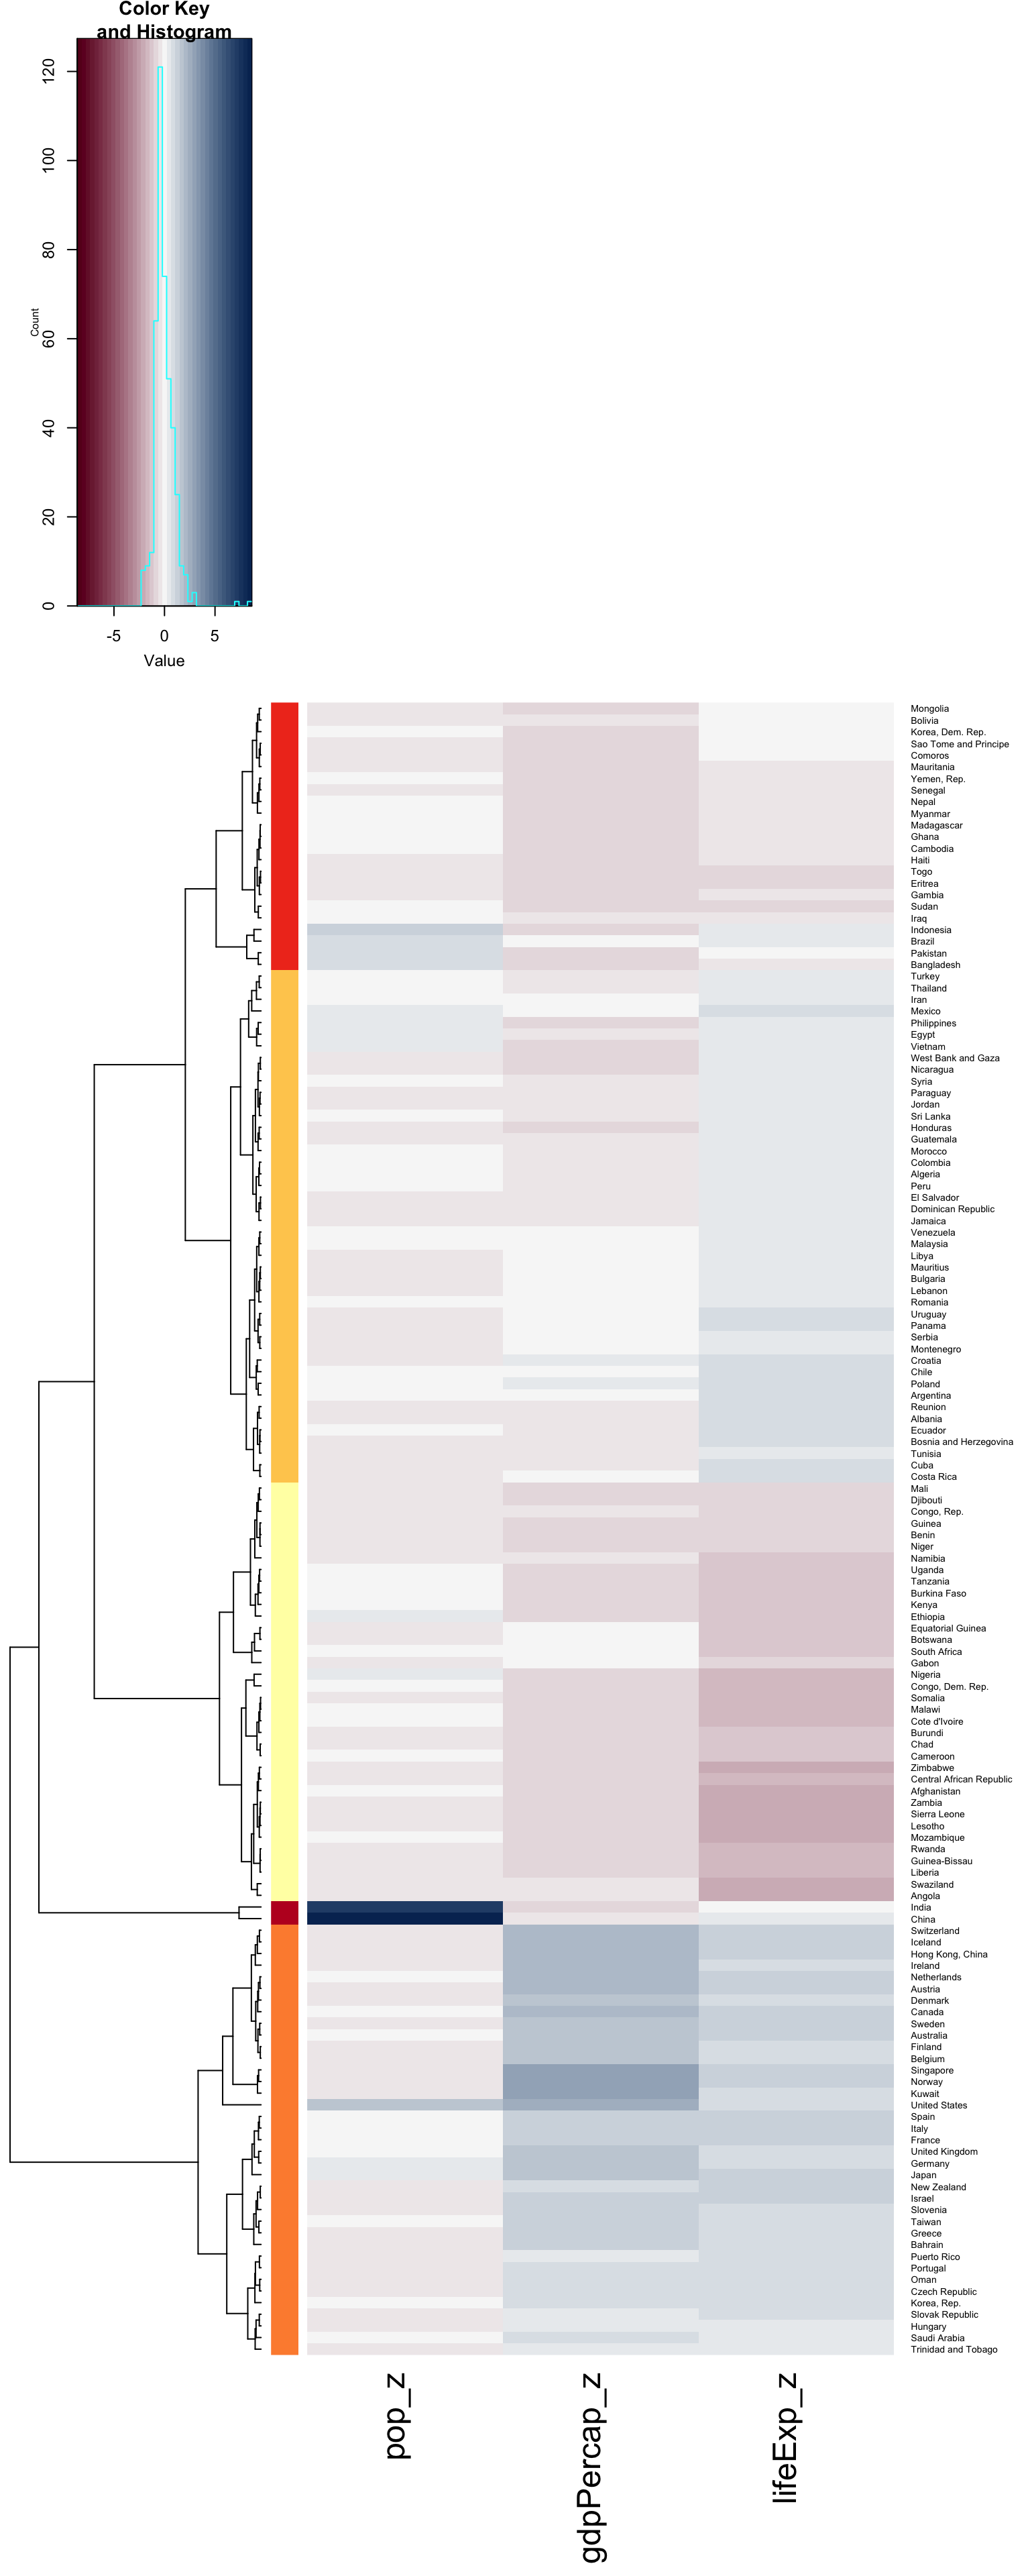 Color Key
and Histogram
120
100
80
60
40
20
0
Count
-5 0 5
Value
Mongolia
Bolivia
Korea, Dem. Rep.
Sao Tome and Principe
Comoros
Mauritania
Yemen, Rep.
Senegal
Nepal
Myanmar
Madagascar
Ghana
Cambodia
Haiti
Togo
Eritrea
Gambia
Sudan
Iraq
Indonesia
Brazil
Pakistan
Bangladesh
Turkey
Thailand
Iran
Mexico
Philippines
Egypt
Vietnam
West Bank and Gaza
Nicaragua
Syria
Paraguay
Jordan
Sri Lanka
Honduras
Guatemala
Morocco
Colombia
Algeria
Peru
El Salvador
Dominican Republic
Jamaica
Venezuela
Malaysia
Libya
Mauritius
Bulgaria
Lebanon
Romania
Uruguay
Panama
Serbia
Montenegro
Croatia
Chile
Poland
Argentina
Reunion
Albania
Ecuador
Bosnia and Herzegovina
Tunisia
Cuba
Costa Rica
Mali
Djibouti
Congo, Rep.
Guinea
Benin
Niger
Namibia
Uganda
Tanzania
Burkina Faso
Kenya
Ethiopia
Equatorial Guinea
Botswana
South Africa
Gabon
Nigeria
Congo, Dem. Rep.
Somalia
Malawi
Cote d'Ivoire
Burundi
Chad
Cameroon
Zimbabwe
Central African Republic
Afghanistan
Zambia
Sierra Leone
Lesotho
Mozambique
Rwanda
Guinea-Bissau
Liberia
Swaziland
Angola
India
China
Switzerland
Iceland
Hong Kong, China
Ireland
Netherlands
Austria
Denmark
Canada
Sweden
Australia
Finland
Belgium
Singapore
Norway
Kuwait
United States
Spain
Italy
France
United Kingdom
Germany
Japan
New Zealand
Israel
Slovenia
Taiwan
Greece
Bahrain
Puerto Rico
Portugal
Oman
Czech Republic
Korea, Rep.
Slovak Republic
Hungary
Saudi Arabia
Trinidad and Tobago
pop_z
gdpPercap_z
lifeExp_z